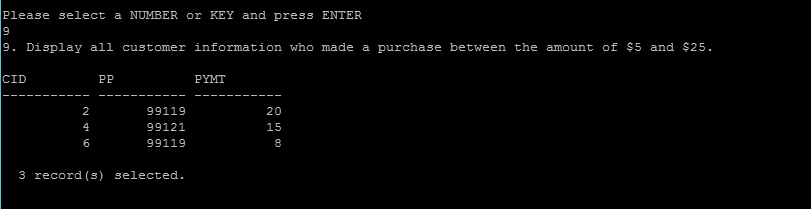 Please select a NUMBER or KEY and press ENTER
9
9. Display all customer information who made a purchase between the amount of $5 and $25.
CID PP PYMT
----------- ----------- -----------
2 99119 20
4 99121 15
6 99119 8
3 record(s) selected.